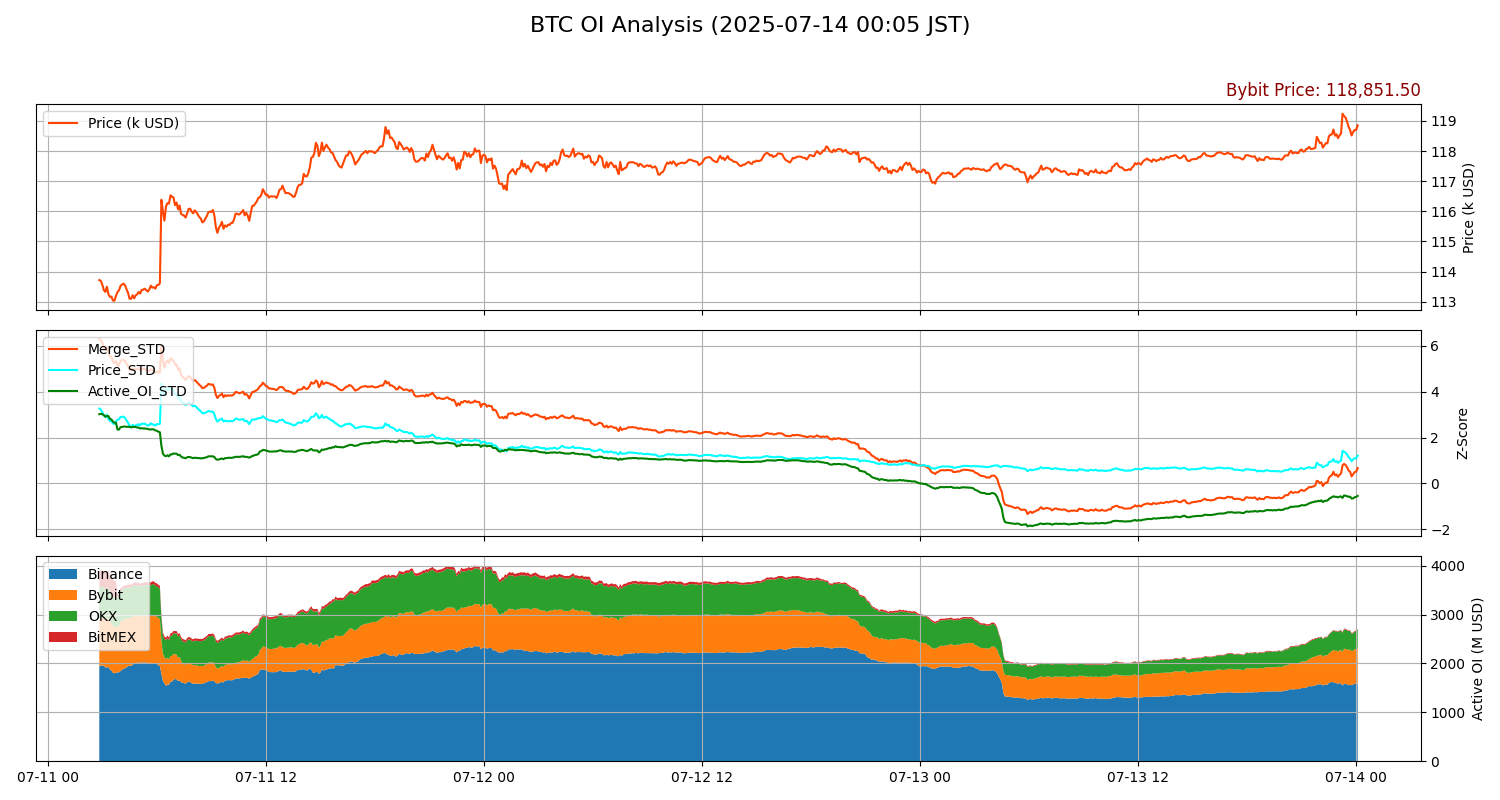 BTC OI Analysis (2025-07-14 00:05 JST)
Bybit Price: 118,851.50
Price (k USD)
119
118
117
116
115
114
113
Price (k USD)
Merge_STD
Price_STD
Active_OI_STD
6
4
2
0
−2
Z-Score
Binance
Bybit
OKX
BitMEX
4000
3000
2000
1000
0
Active OI (M USD)
07-11 00
07-11 12
07-12 00
07-12 12
07-13 00
07-13 12
07-14 00